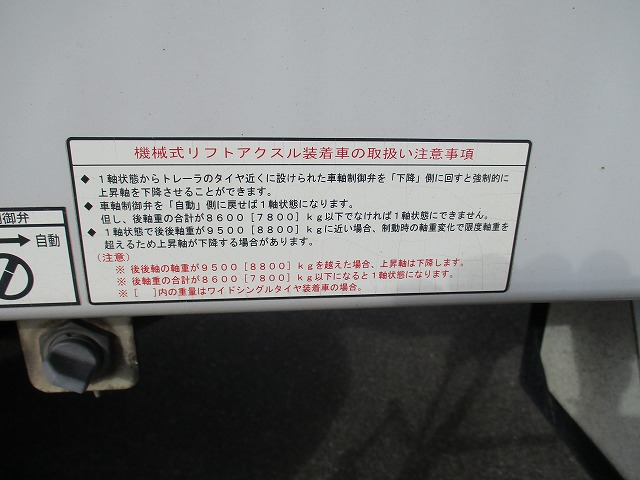 機械式リフトアクスル装着車の取扱い注意事項
◆ 1軸状態からトレーラのタイヤ近くに設けられた車軸制御弁を「下降」側に回すと強制的に
上昇軸を下降させることができます。
◆ 車軸制御弁を「自動」側に戻せば1軸状態になります。
但し、後軸重の合計が8600[7800]kg以下でなければ1軸状態にできません。
◆ 1軸状態で後後軸重が9500[8800]kgに近い場合、制動時の軸重変化で限度軸重を
超えるため上昇軸が下降する場合があります。
(注意)
※ 後後軸の軸重が9500[8800]kgを越えた場合、上昇軸は下降します。
※ 後軸重の合計が8600[7800]kg以下になると1軸状態になります。
※ [ ]内の重量はワイドシングルタイヤ装着車の場合。
制御弁
自動